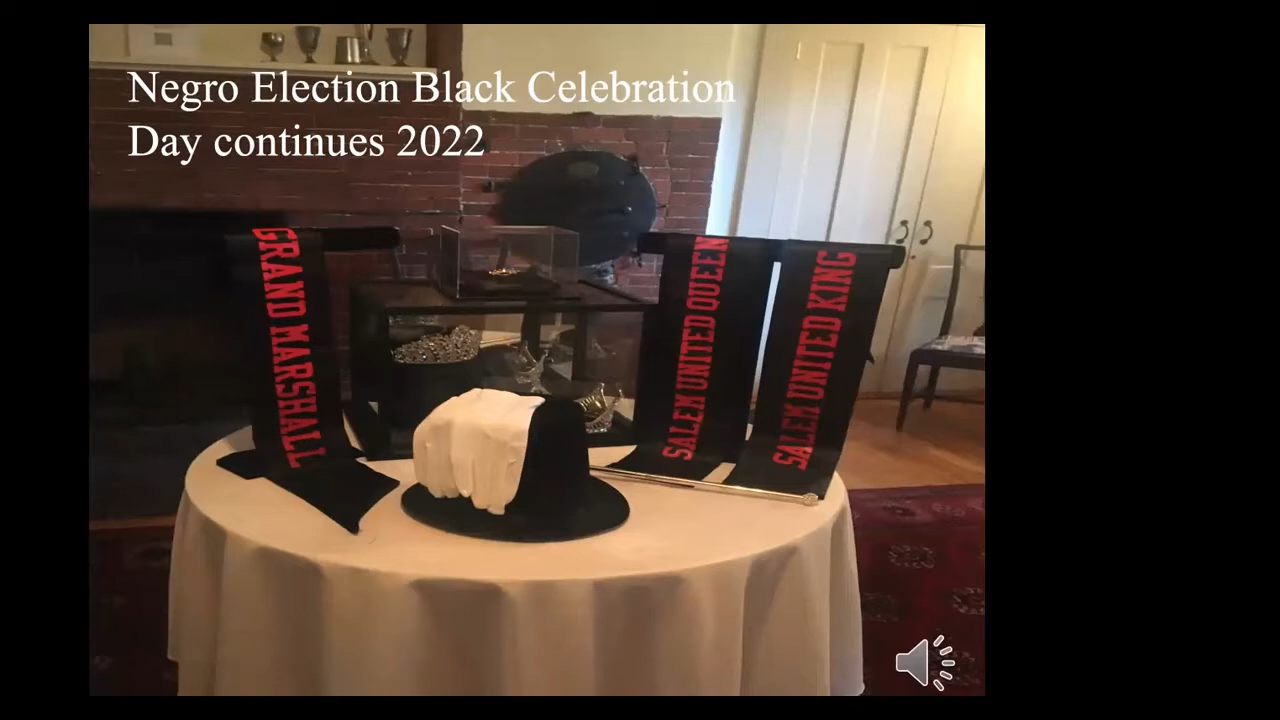 Negro Election Black Celebration
Day continues 2022
GRAND MARSHALL
SALEM UNITED QUEEN
SALEM UNITED KING